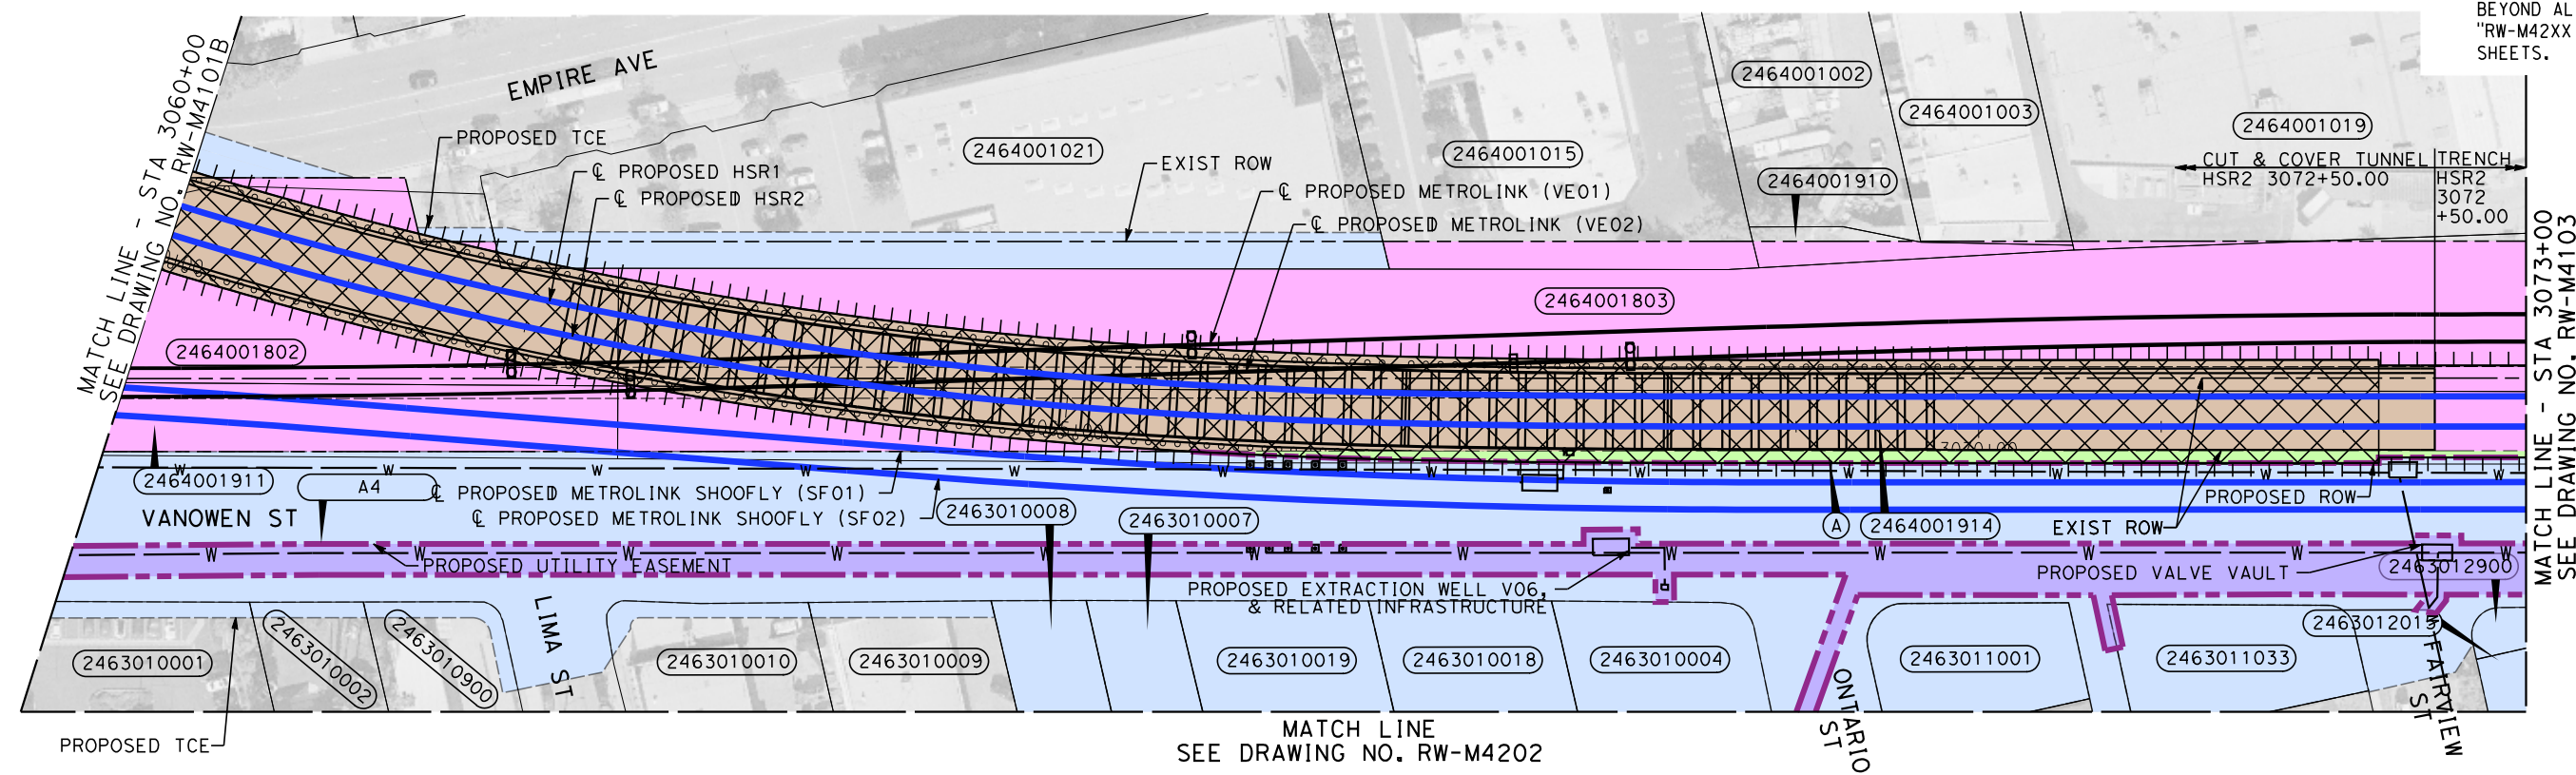 BEYOND AL
"RW-M42XX
SHEETS.
MATCH LINE - STA 3060+00
SEE DRAWING NO. RW-M4101B
EMPIRE AVE
PROPOSED TCE
℄ PROPOSED HSR1
℄ PROPOSED HSR2
2464001021
EXIST ROW
℄ PROPOSED METROLINK (VE01)
℄ PROPOSED METROLINK (VE02)
2464001015
2464001002
2464001003
2464001910
2464001019
CUT & COVER TUNNEL
HSR2 3072+50.00
TRENCH
HSR2
3072
+50.00
2464001803
2464001802
MATCH LINE - STA 3073+00
SEE DRAWING NO. RW-M4103
2464001911
A4
℄ PROPOSED METROLINK SHOOFLY (SF01)
℄ PROPOSED METROLINK SHOOFLY (SF02)
VANOWEN ST
2463010008
2463010007
A
2464001914
EXIST ROW
PROPOSED ROW
W W W W W W W W W W W W
W W W W W W W W W W W W
PROPOSED UTILITY EASEMENT
PROPOSED EXTRACTION WELL V06,
& RELATED INFRASTRUCTURE
PROPOSED VALVE VAULT
2463012900
2463012015
LIMA ST
2463010001
2463010002
2463010900
2463010010
2463010009
2463010019
2463010018
2463010004
2463011001
2463011033
ONTARIO
ST
FAIRVIEW
ST
PROPOSED TCE
MATCH LINE
SEE DRAWING NO. RW-M4202